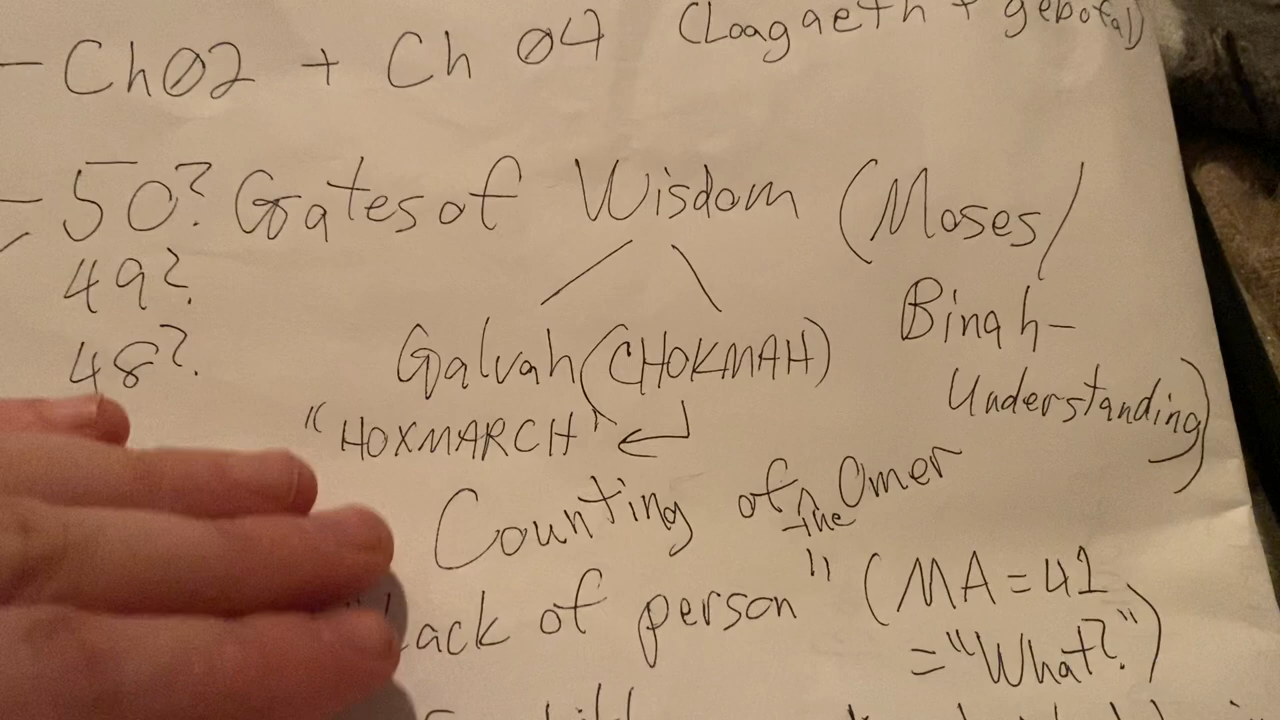 - Ch02 + Ch 04 (Loagaeth + gebofal)
- 50? Gates of Wisdom (Moses/
49?
Binah-
48?
Galvah (CHOKMAH)
Understanding)
"HOXMARCH"
Counting of the Omer
"Lack of person" (MA = 42
= "What?")